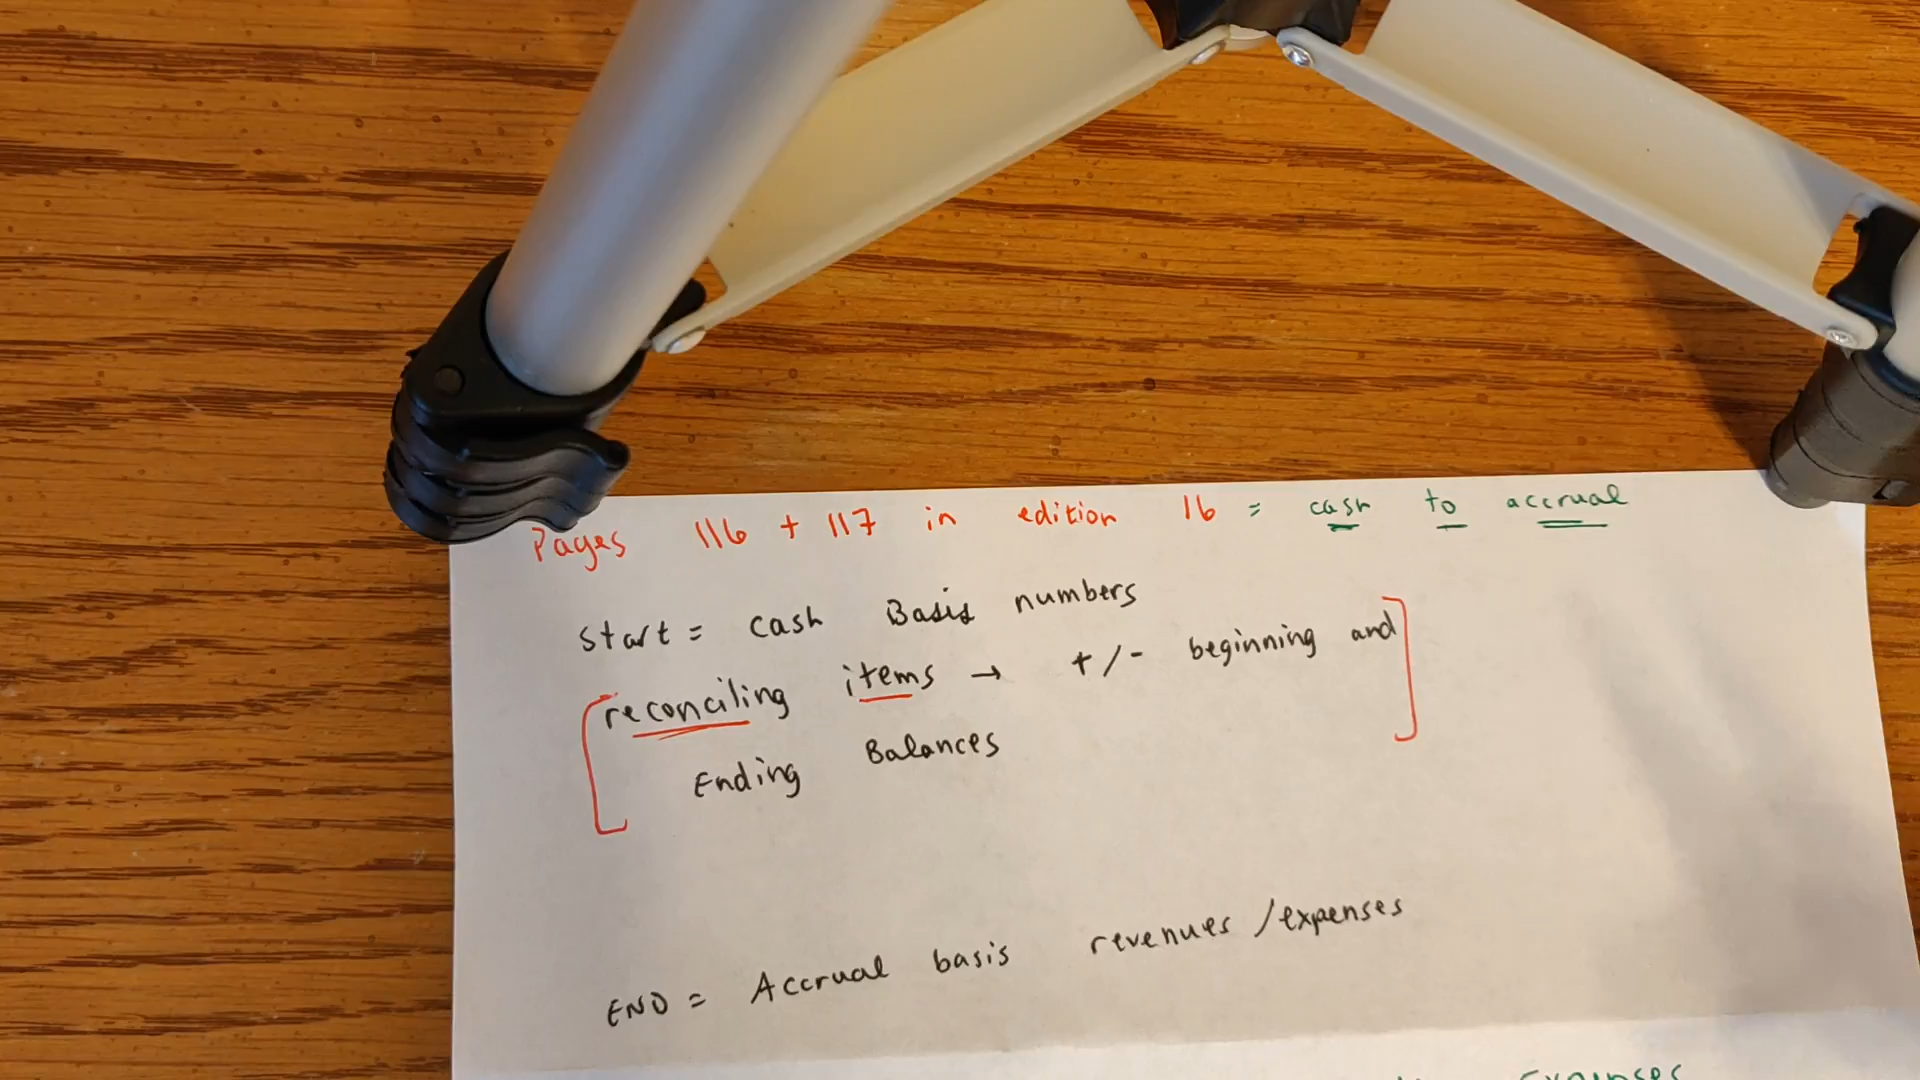 Pages 116 + 117 in edition 16 = cash to accrual
start = cash Basis numbers
reconciling items → +/- beginning and
Ending Balances
END = Accrual basis revenues/expenses
Expenses